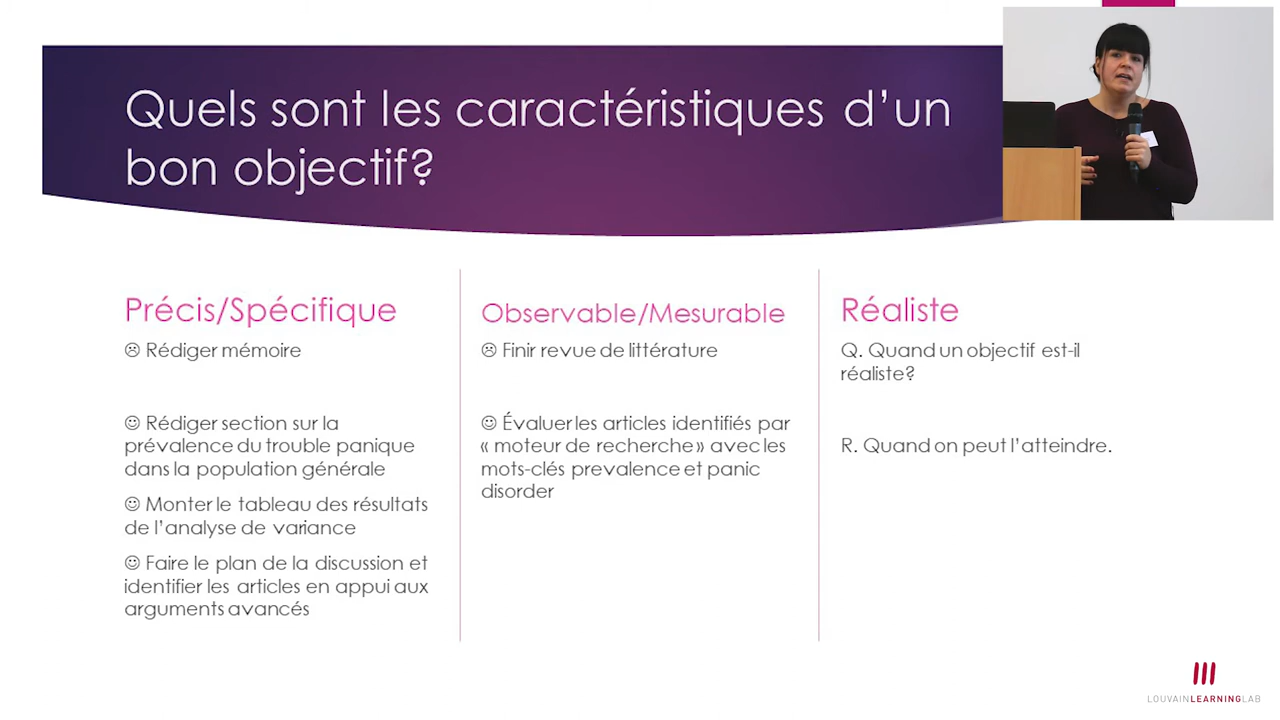 Quels sont les caractéristiques d’un
bon objectif?
Précis/Spécifique
☹ Rédiger mémoire
☺ Rédiger section sur la
prévalence du trouble panique
dans la population générale
☺ Monter le tableau des résultats
de l’analyse de variance
☺ Faire le plan de la discussion et
identifier les articles en appui aux
arguments avancés
Observable/Mesurable
☹ Finir revue de littérature
☺ Évaluer les articles identifiés par
« moteur de recherche » avec les
mots-clés prevalence et panic
disorder
Réaliste
Q. Quand un objectif est-il
réaliste?
R. Quand on peut l’atteindre.
LOUVAINLEARNINGLAB